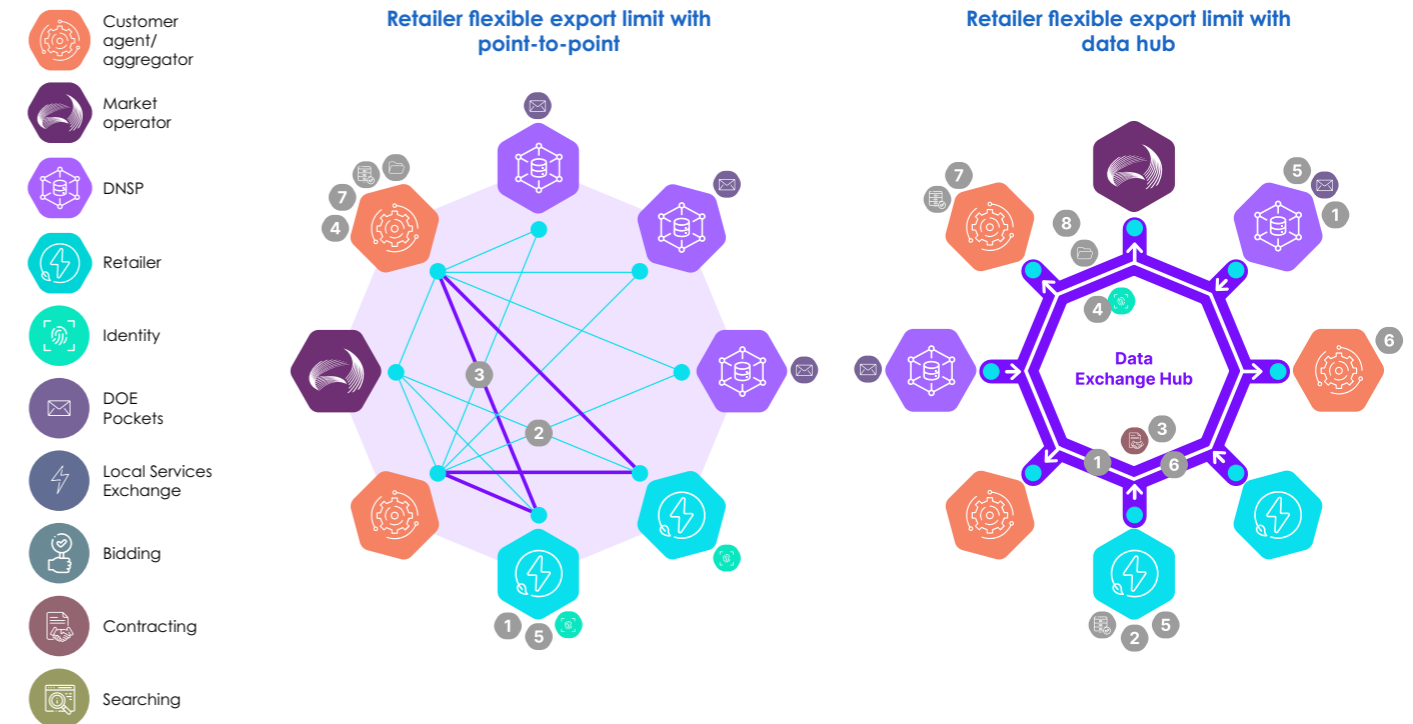 Customer
agent/
aggregator
Market
operator
DNSP
Retailer
Identity
DOE
Pockets
Local Services
Exchange
Bidding
Contracting
Searching
Retailer flexible export limit with
point-to-point
7
4
3
2
1
5
Retailer flexible export limit with
data hub
7
8
5
1
4
6
Data
Exchange Hub
3
1
6
2
5